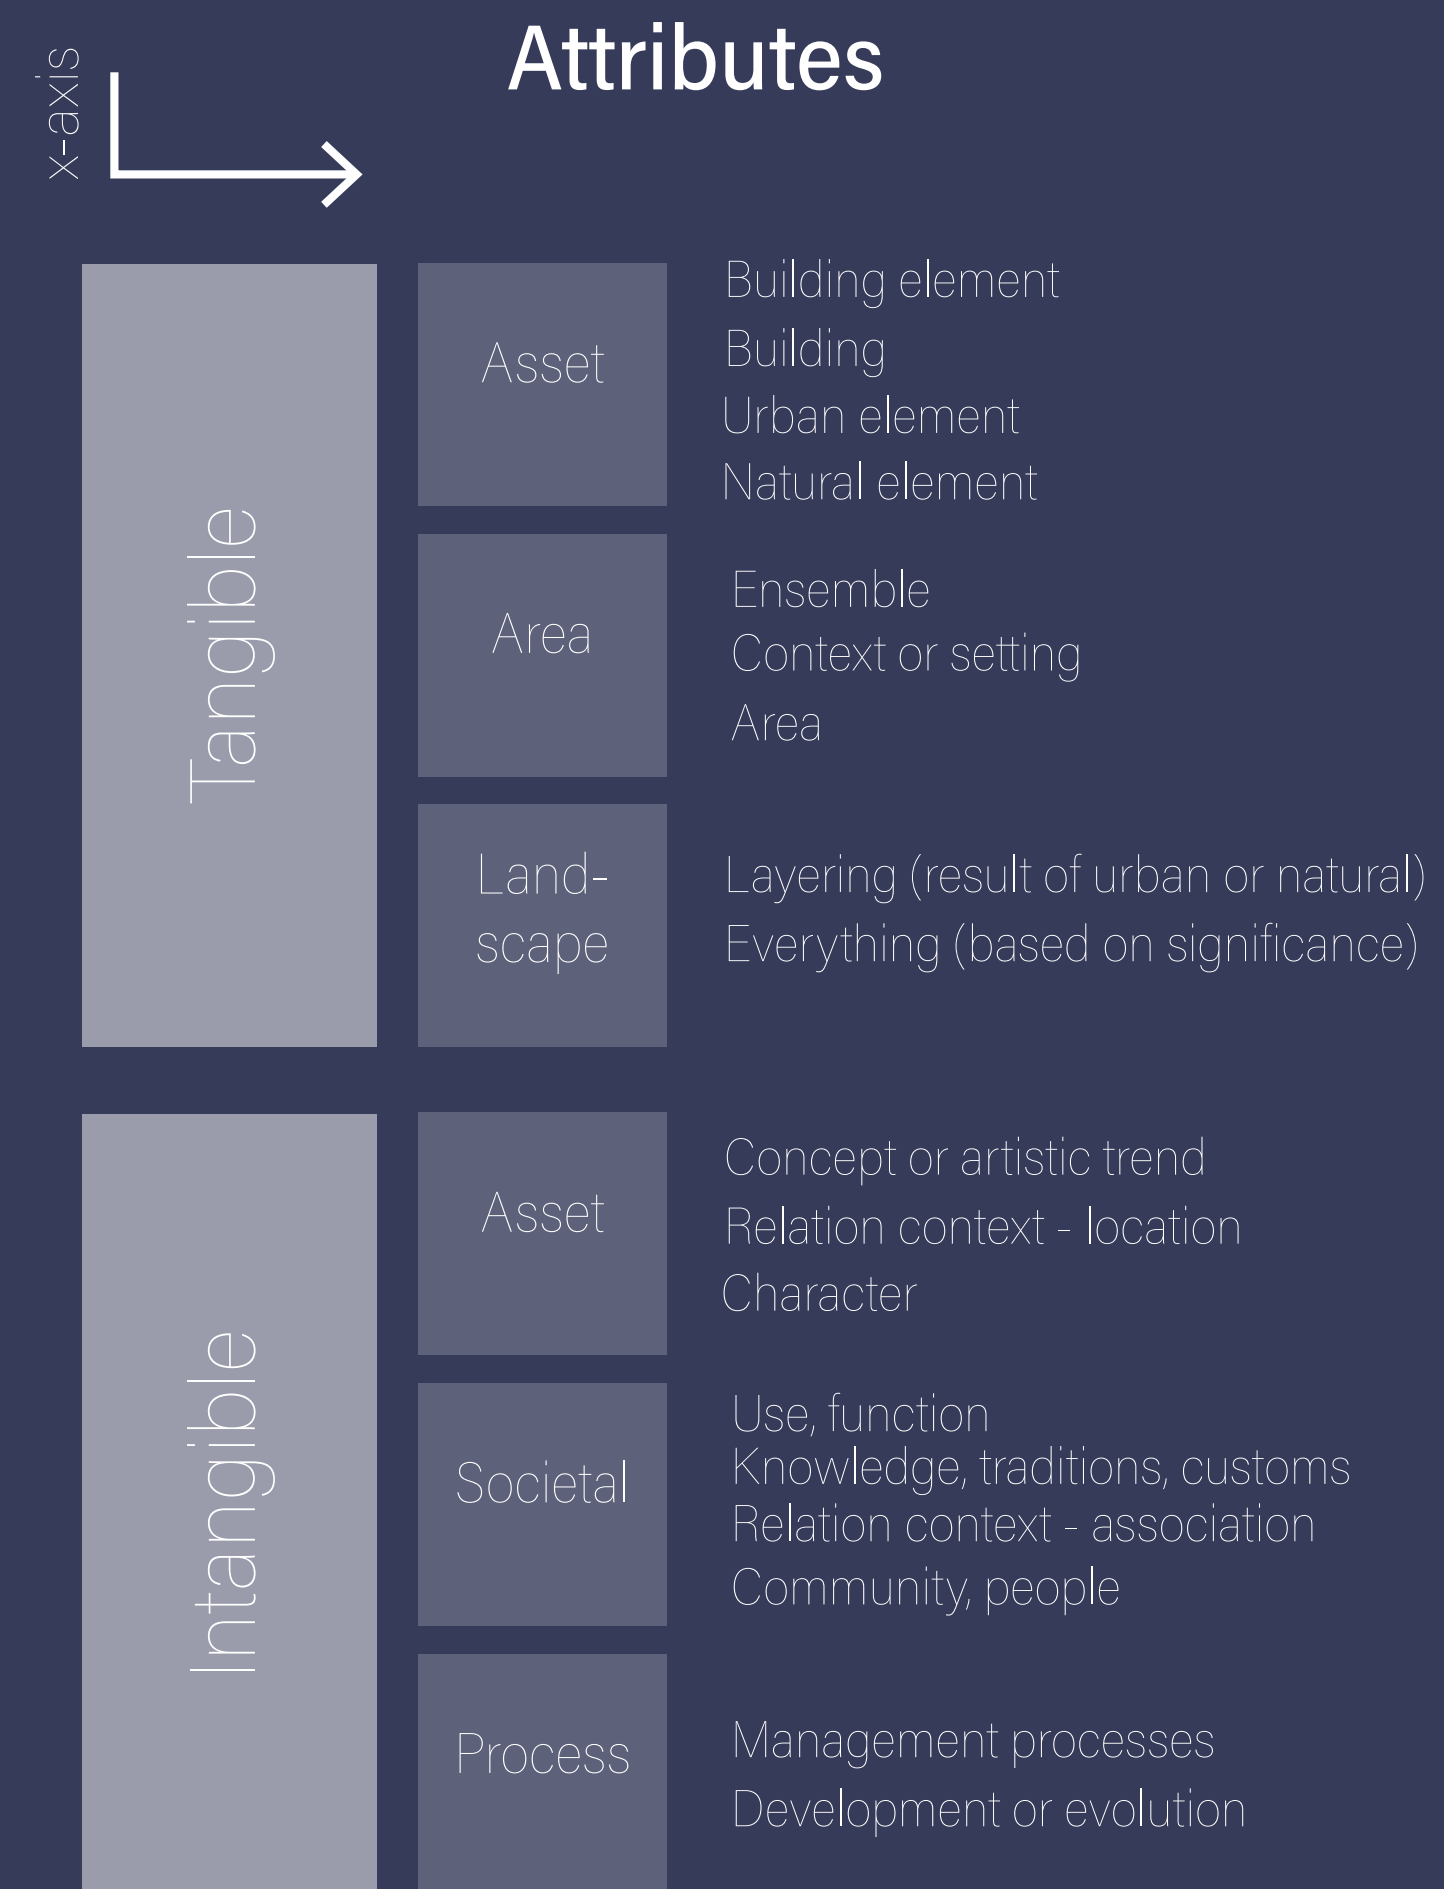 Attributes
x-axis
Tangible
Asset
Building element
Building
Urban element
Natural element
Area
Ensemble
Context or setting
Area
Land-
scape
Layering (result of urban or natural)
Everything (based on significance)
Intangible
Asset
Concept or artistic trend
Relation context - location
Character
Societal
Use, function
Knowledge, traditions, customs
Relation context - association
Community, people
Process
Management processes
Development or evolution